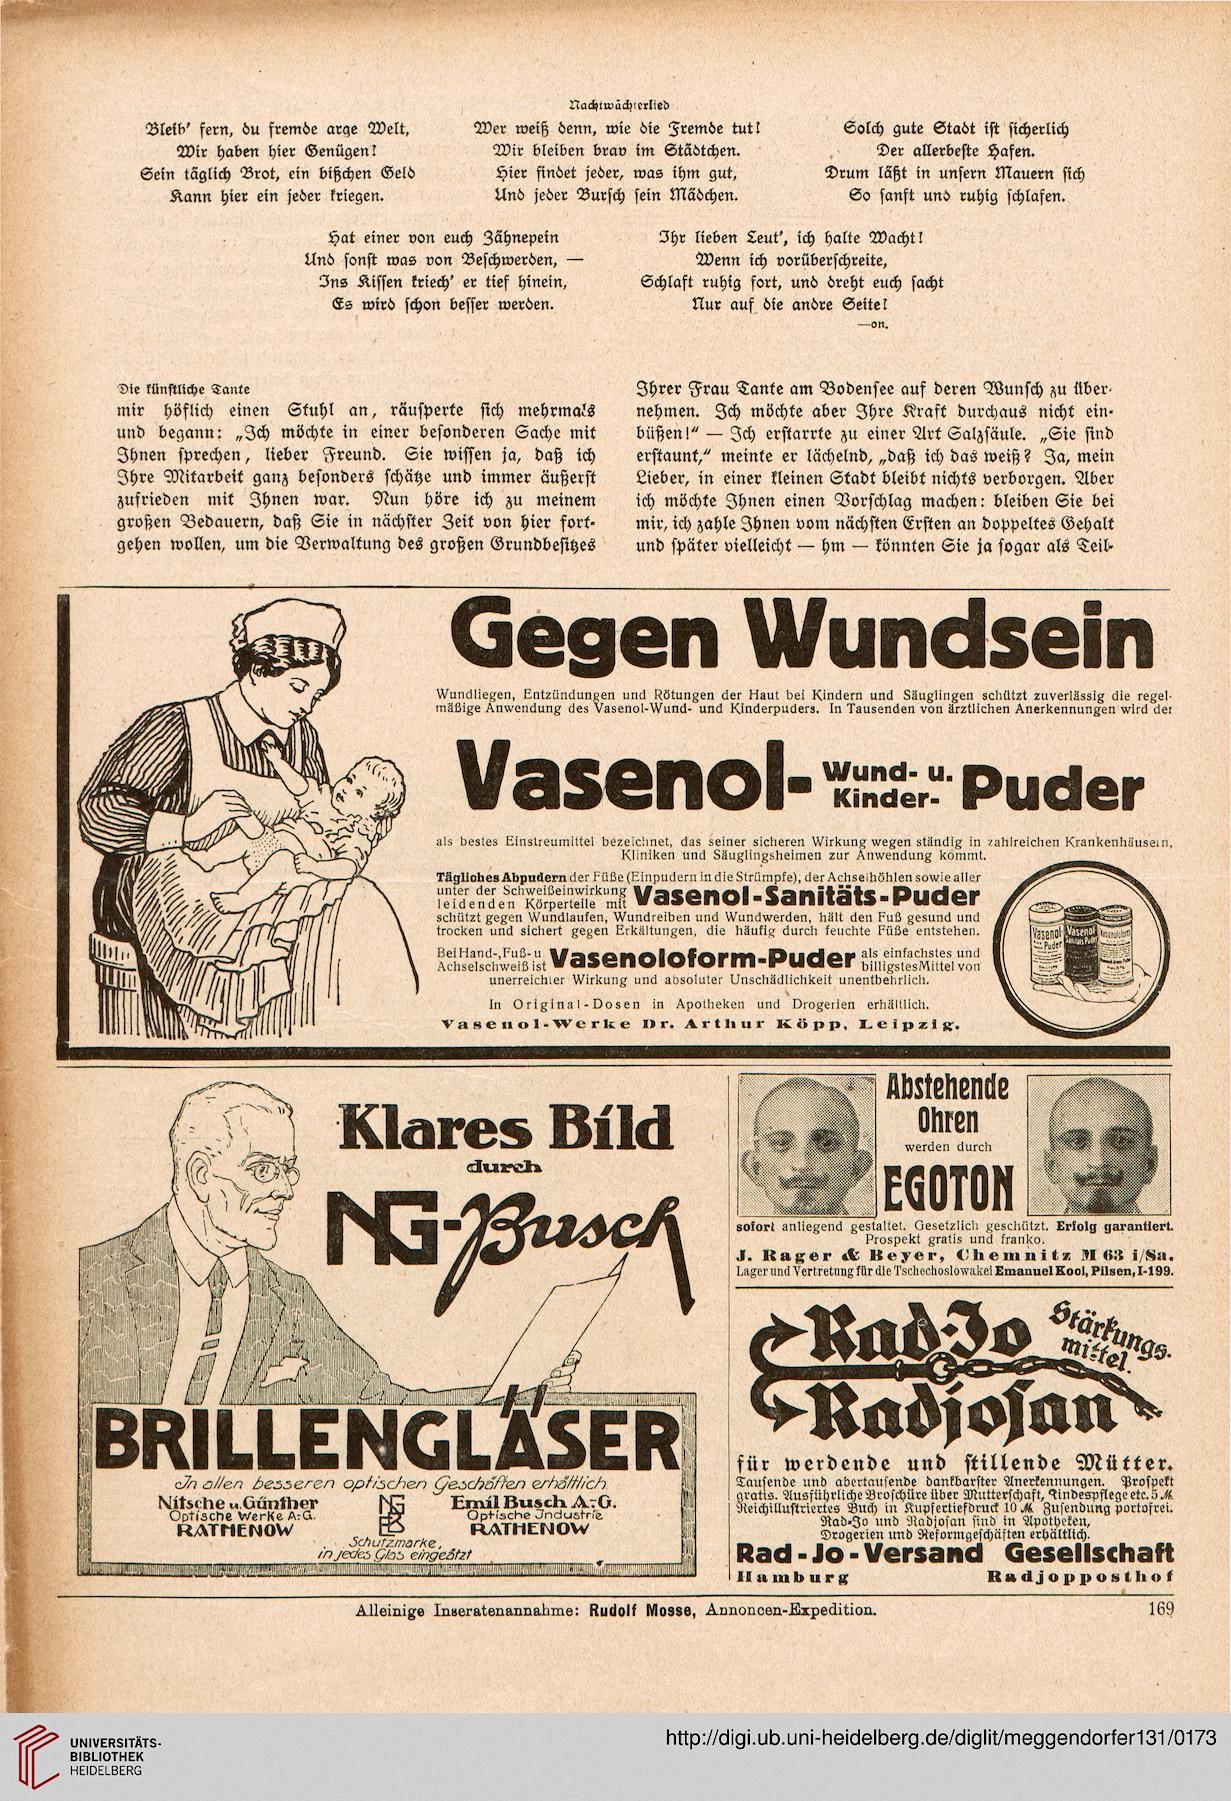 Nachtwächterlied
Bleib' fern, du fremde arge Welt,
Wir haben hier Genügen!
Sein täglich Brot, ein bißchen Geld
Kann hier ein jeder kriegen.
Wer weiß denn, wie die Fremde tut!
Wir bleiben brav im Städtchen.
Hier findet jeder, was ihm gut,
Und jeder Bursch sein Mädchen.
Solch gute Stadt ist sicherlich
Der allerbeste Hafen.
Drum läßt in unsern Mauern sich
So sanft und ruhig schlafen.
Hat einer von euch Zähnepein
Und sonst was von Beschwerden, —
Ins Kissen kriech' er tief hinein,
Es wird schon besser werden.
Ihr lieben Leut', ich halte Wacht!
Wenn ich vorüberschreite,
Schlaft ruhig fort, und dreht euch sacht
Nur auf die andre Seite!
—on.
Die künstliche Tante
mir höflich einen Stuhl an, räusperte sich mehrmals
und begann: „Ich möchte in einer besonderen Sache mit
Ihnen sprechen, lieber Freund. Sie wissen ja, daß ich
Ihre Mitarbeit ganz besonders schätze und immer äußerst
zufrieden mit Ihnen war. Nun höre ich zu meinem
großen Bedauern, daß Sie in nächster Zeit von hier fort-
gehen wollen, um die Verwaltung des großen Grundbesitzes
Ihrer Frau Tante am Bodensee auf deren Wunsch zu über-
nehmen. Ich möchte aber Ihre Kraft durchaus nicht ein-
büßen!“ — Ich erstarrte zu einer Art Salzsäule. „Sie sind
erstaunt,“ meinte er lächelnd, „daß ich das weiß? Ja, mein
Lieber, in einer kleinen Stadt bleibt nichts verborgen. Aber
ich möchte Ihnen einen Vorschlag machen: bleiben Sie bei
mir, ich zahle Ihnen vom nächsten Ersten an doppeltes Gehalt
und später vielleicht — hm — könnten Sie ja sogar als Teil-
Gegen Wundsein
Wundliegen, Entzündungen und Rötungen der Haut bei Kindern und Säuglingen schützt zuverlässig die regel-
mäßige Anwendung des Vasenol-Wund- und Kinderpuders. In Tausenden von ärztlichen Anerkennungen wird der
Vasenol- Wund- u. Kinder- Puder
als bestes Einstreumittel bezeichnet, das seiner sicheren Wirkung wegen ständig in zahlreichen Krankenhäusern,
Kliniken und Säuglingsheimen zur Anwendung kommt.
Tägliches Abpudern der Füße (Einpudern in die Strümpfe), der Achselhöhlen sowie aller
unter der Schweißeinwirkung leidenden Körperteile mit Vasenol-Sanitäts-Puder
schützt gegen Wundlaufen, Wundreiben und Wundwerden, hält den Fuß gesund und
trocken und sichert gegen Erkältungen, die häufig durch feuchte Füße entstehen.
Bei Hand-, Fuß- u. Achselschweiß ist Vasenoloform-Puder als einfachstes und billigstes Mittel von
unerreichter Wirkung und absoluter Unschädlichkeit unentbehrlich.
In Original-Dosen in Apotheken und Drogerien erhältlich.
Vasenol-Werke Dr. Arthur Köpp, Leipzig.
Vasenol
Puder
Vasenol
Sanitäts Puder
Vasenoloform
Puder
Klares Bild
durch
NG-Busch
BRILLENGLÄSER
In allen besseren optischen Geschäften erhältlich
Nitsche u. Günther
Optische Werke A.-G.
RATHENOW
NG
EB
Emil Busch A.-G.
Optische Industrie
RATHENOW
Schutzmarke,
in jedes Glas eingeätzt
Abstehende
Ohren
werden durch
EGOTON
sofort anliegend gestaltet. Gesetzlich geschützt. Erfolg garantiert.
Prospekt gratis und franko.
J. Rager & Beyer, Chemnitz M 63 i/Sa.
Lager und Vertretung für die Tschechoslowakei Emanuel Kool, Pilsen, I-199.
Rad-Jo
Stärkungs-
mittel.
Radjosan
für werdende und stillende Mütter.
Tausende und abertausende dankbarster Anerkennungen. Prospekt
gratis. Ausführliche Broschüre über Mutterschaft, Kindespflege etc. 5 M.
Reichillustriertes Buch in Kupfertiefdruck 10 M. Zusendung portofrei.
Rad-Jo und Radjosan sind in Apotheken,
Drogerien und Reformgeschäften erhältlich.
Rad-Jo-Versand Gesellschaft
Hamburg Radjopposthof
Alleinige Inseratenannahme: Rudolf Mosse, Annoncen-Expedition.
169
UNIVERSITÄTS-
BIBLIOTHEK
HEIDELBERG
http://digi.ub.uni-heidelberg.de/diglit/meggendorfer131/0173